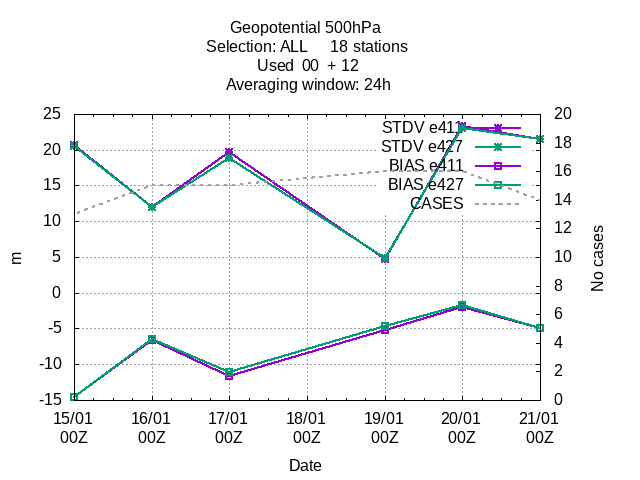 Geopotential 500hPa
Selection: ALL     18 stations
Used  00  + 12
Averaging window: 24h
25
20
15
10
5
0
-5
-10
-15
m
20
18
16
14
12
10
8
6
4
2
0
No cases
STDV e411
STDV e427
BIAS e411
BIAS e427
CASES
15/01 16/01 17/01 18/01 19/01 20/01 21/01
00Z 00Z 00Z 00Z 00Z 00Z 00Z
Date